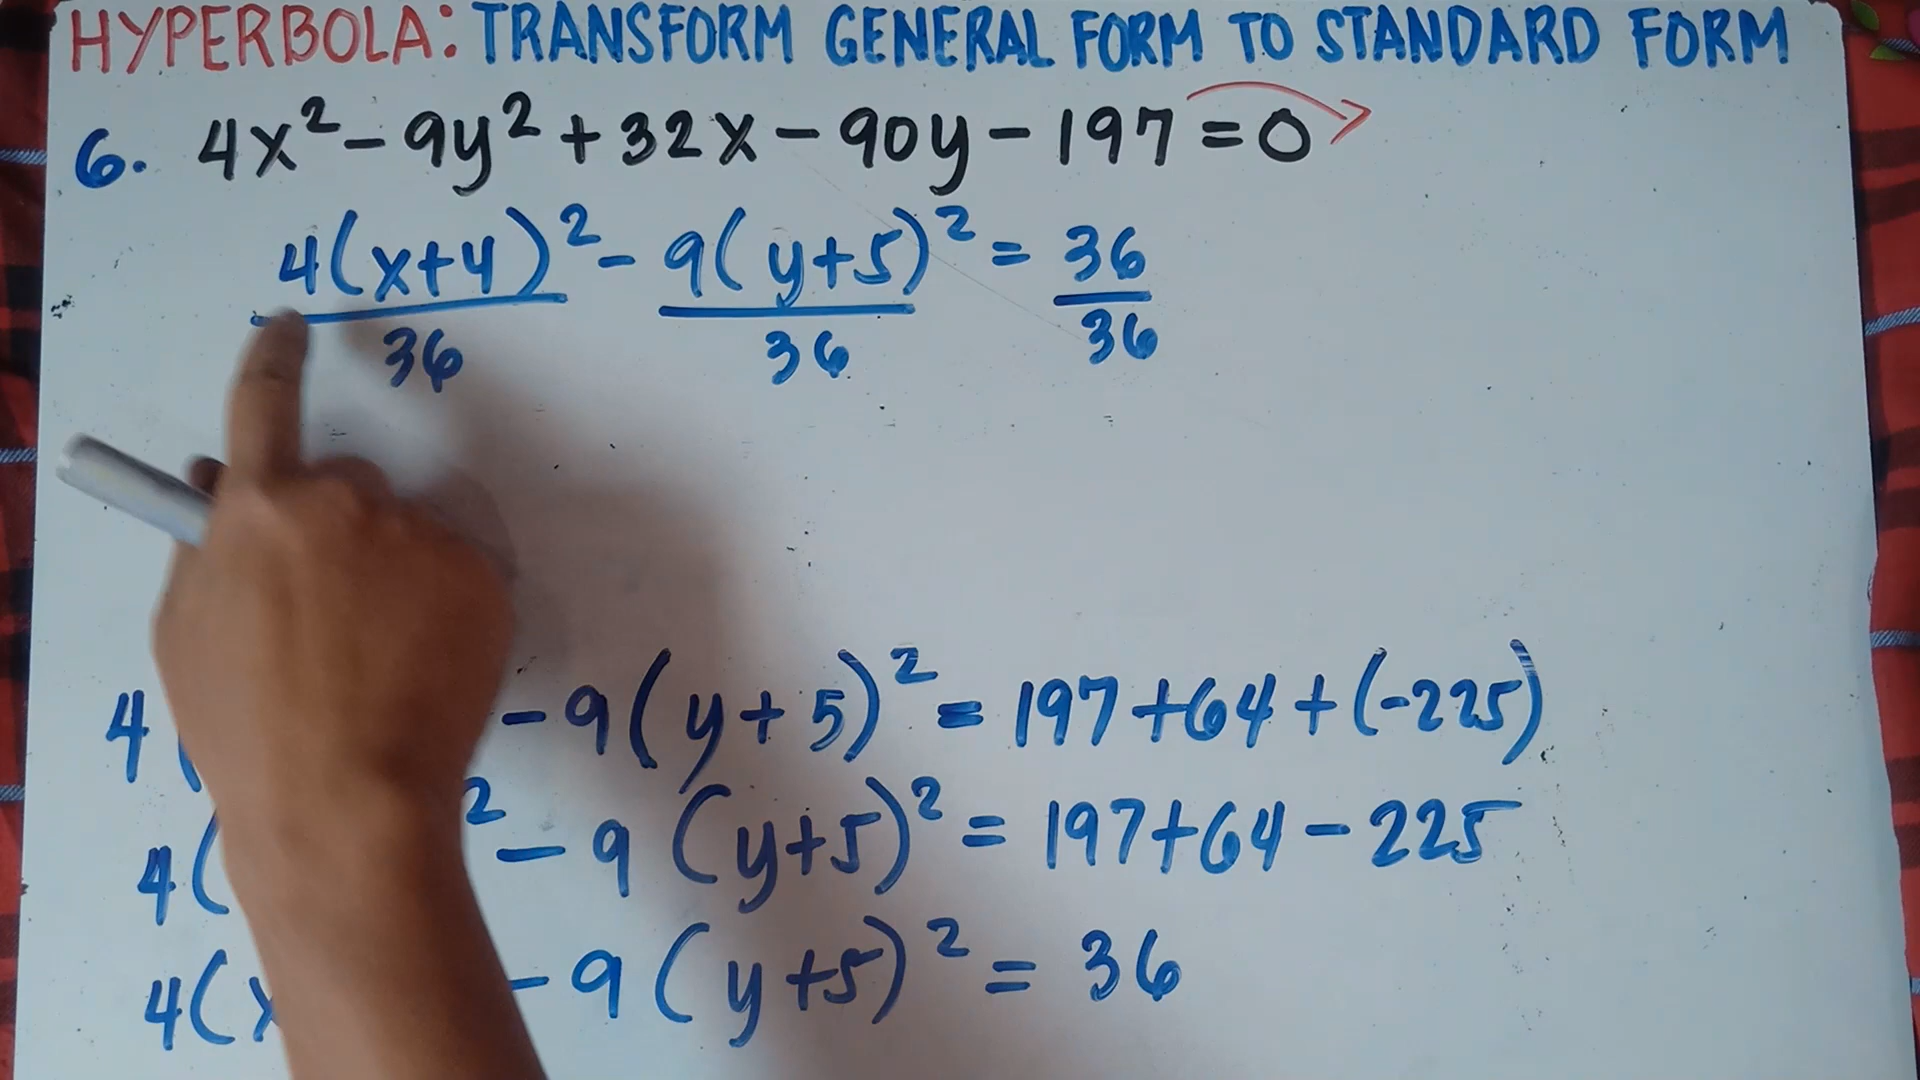 HYPERBOLA: TRANSFORM GENERAL FORM TO STANDARD FORM
6. 4x² - 9y² + 32x - 90y - 197 = 0
4(x+4)² - 9(y+5)² = 36
36 36 36
4 - 9(y+5)² = 197+64+(-225)
4( ² - 9(y+5)² = 197+64-225
4(x - 9(y+5)² = 36